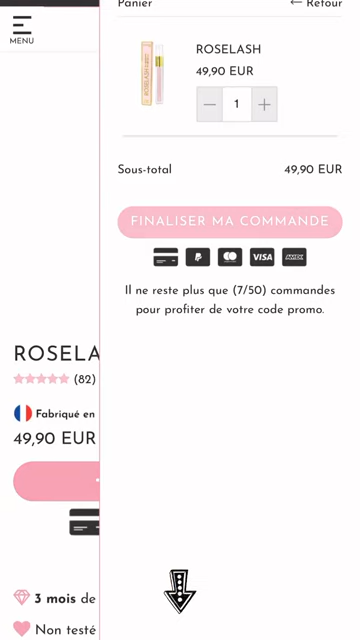 MENU
Panier
← Retour
ROSELASH
49,90 EUR
1
Sous-total
49,90 EUR
FINALISER MA COMMANDE
VISA
AMEX
Il ne reste plus que (7/50) commandes
pour profiter de votre code promo.
ROSELA
(82)
Fabriqué en
49,90 EUR
3 mois de
Non testé